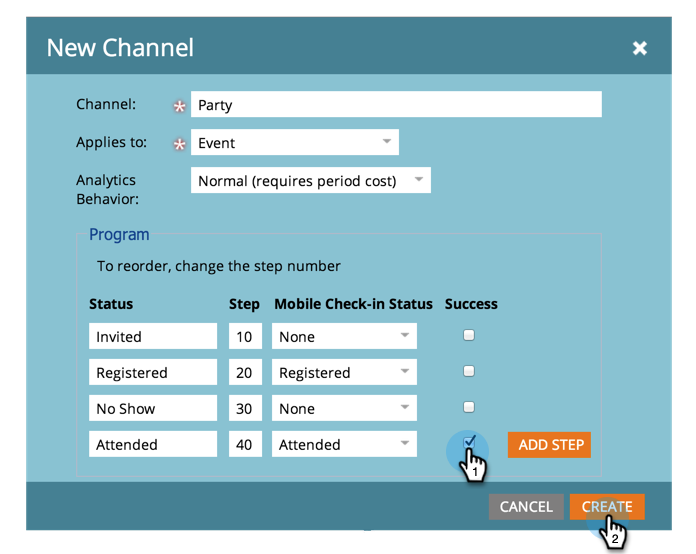 New Channel
Channel: * Party
Applies to: * Event
Analytics Behavior: Normal (requires period cost)
Program
To reorder, change the step number
Status Step Mobile Check-in Status Success
Invited 10 None
Registered 20 Registered
No Show 30 None
Attended 40 Attended ADD STEP
1
CANCEL CREATE
2